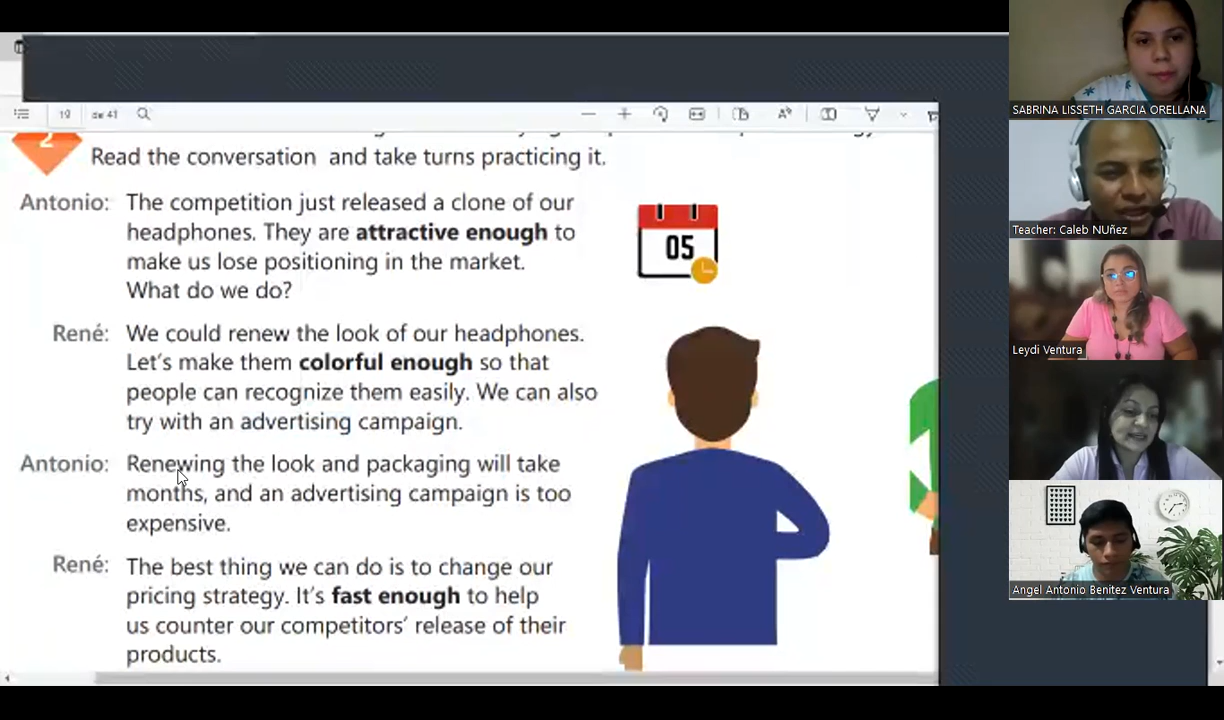 19 de 41
2
Read the conversation and take turns practicing it.
Antonio: The competition just released a clone of our
headphones. They are attractive enough to
make us lose positioning in the market.
What do we do?
René: We could renew the look of our headphones.
Let's make them colorful enough so that
people can recognize them easily. We can also
try with an advertising campaign.
Antonio: Renewing the look and packaging will take
months, and an advertising campaign is too
expensive.
René: The best thing we can do is to change our
pricing strategy. It's fast enough to help
us counter our competitors' release of their
products.
05
SABRINA LISSETH GARCIA ORELLANA
Teacher: Caleb NUñez
Leydi Ventura
Angel Antonio Benitez Ventura